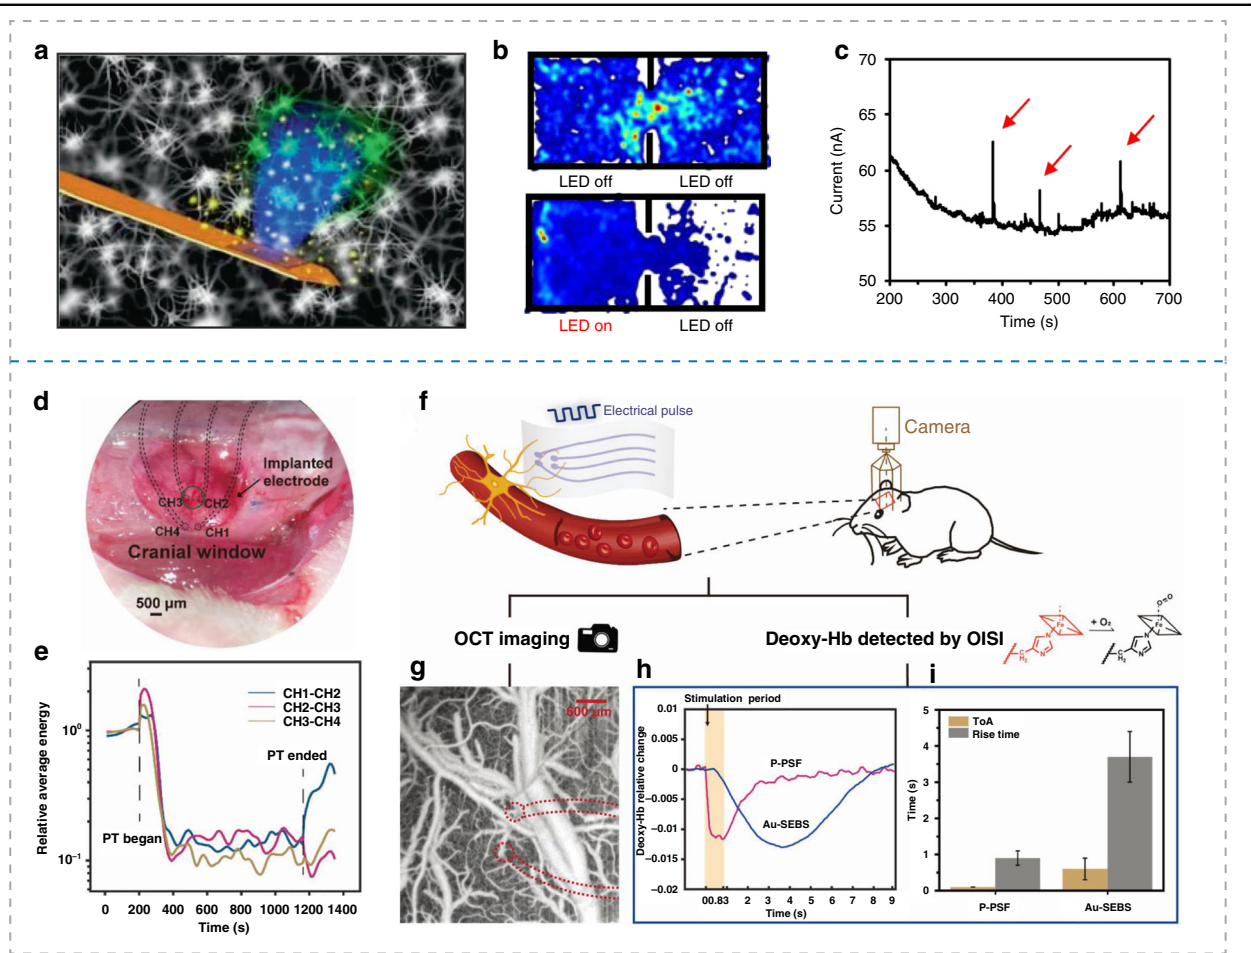 a
b
c
LED off
LED off
LED on
LED off
70
65
60
55
50
Current (nA)
200
300
400
500
600
700
Time (s)
d
Implanted
electrode
CH3
CH2
CH4
CH1
Cranial window
500 µm
e
CH1-CH2
CH2-CH3
CH3-CH4
PT ended
PT began
10⁰
10⁻¹
Relative average energy
0
200
400
600
800
1000
1200
1400
Time (s)
f
Electrical pulse
Camera
OCT imaging
Deoxy-Hb detected by OISI
+ O₂
Fe
N
N
C
H₂
O=O
Fe
N
N
C
H₂
g
600 µm
h
Stimulation period
0.01
0.005
0
−0.005
−0.01
−0.015
−0.02
Deoxy-Hb relative change
P-PSF
Au-SEBS
00.83
2
3
4
5
6
7
8
9
Time (s)
i
ToA
Rise time
5
4
3
2
1
0
Time (s)
P-PSF
Au-SEBS